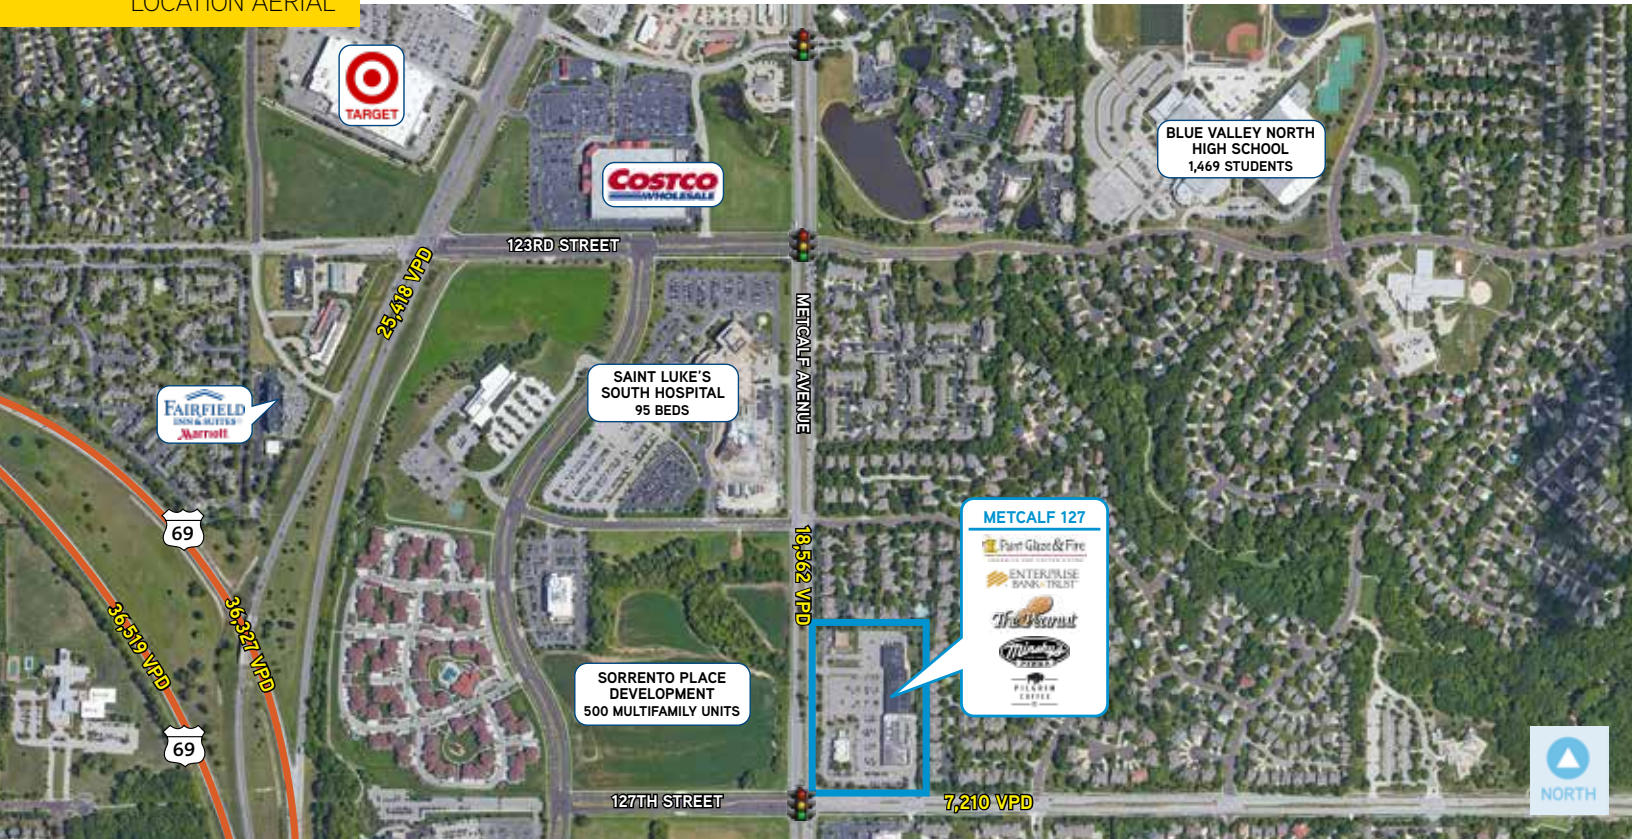 LOCATION AERIAL
TARGET
COSTCO
WHOLESALE
BLUE VALLEY NORTH
HIGH SCHOOL
1,469 STUDENTS
123RD STREET
25,418 VPD
METCALF AVENUE
SAINT LUKE'S
SOUTH HOSPITAL
95 BEDS
FAIRFIELD
INN & SUITES
Marriott
69
36,519 VPD
36,327 VPD
69
18,562 VPD
METCALF 127
Paint Glaze & Fire
ENTERPRISE
BANK & TRUST
The Peanut
Minsky's
PIZZA
PILGRIM
COFFEE
SORRENTO PLACE
DEVELOPMENT
500 MULTIFAMILY UNITS
127TH STREET
7,210 VPD
NORTH